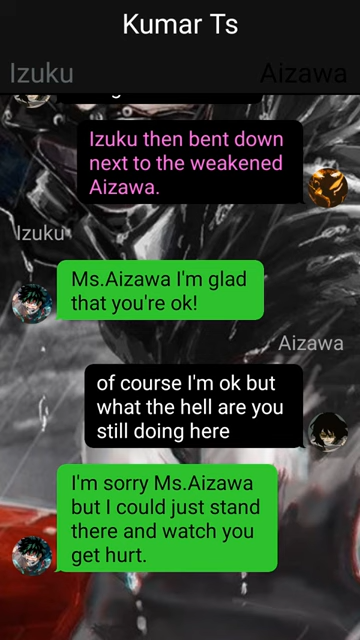 Kumar Ts
Izuku
Aizawa
Izuku then bent down
next to the weakened
Aizawa.
Izuku
Ms.Aizawa I'm glad
that you're ok!
Aizawa
of course I'm ok but
what the hell are you
still doing here
I'm sorry Ms.Aizawa
but I could just stand
there and watch you
get hurt.